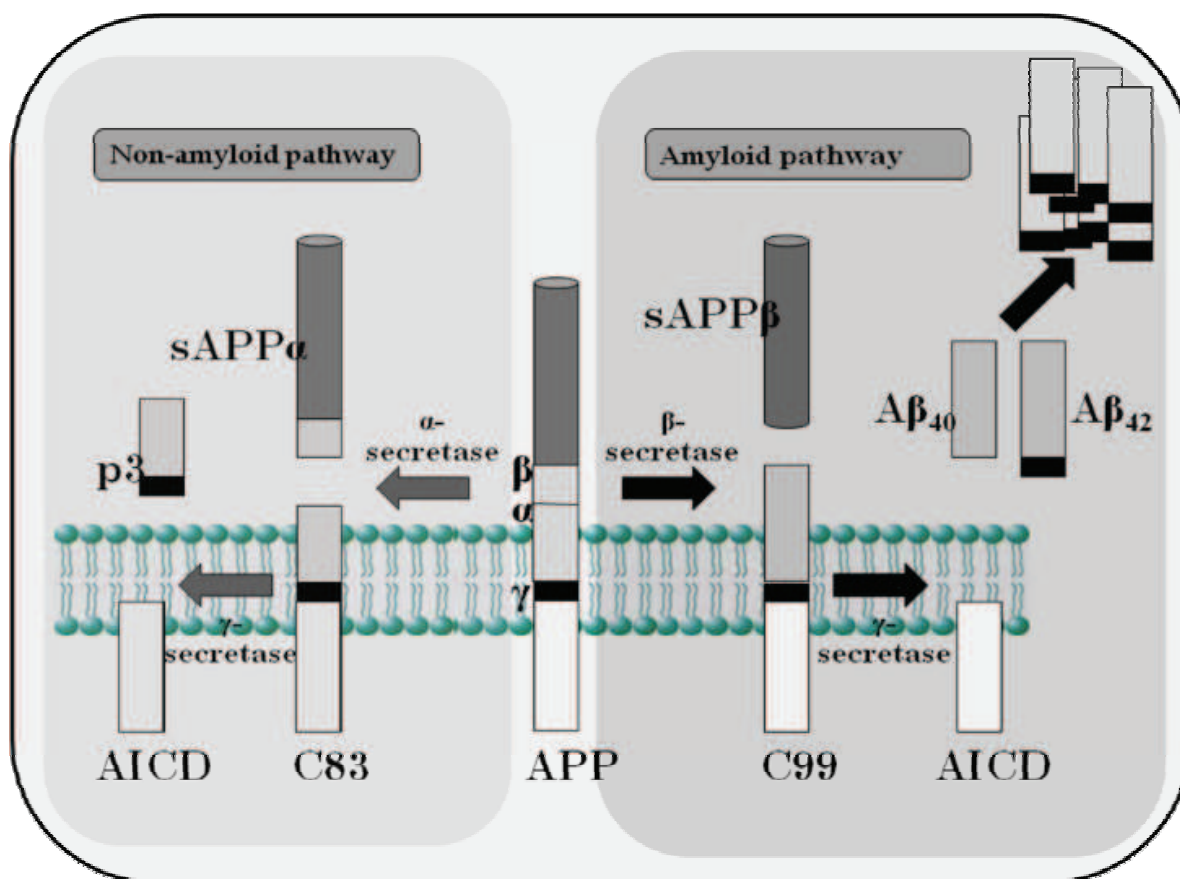 Non-amyloid pathway
Amyloid pathway
sAPPα
sAPPβ
p3
α-
secretase
β
α
γ
β-
secretase
Aβ₄₀
Aβ₄₂
γ-
secretase
γ-
secretase
AICD
C83
APP
C99
AICD